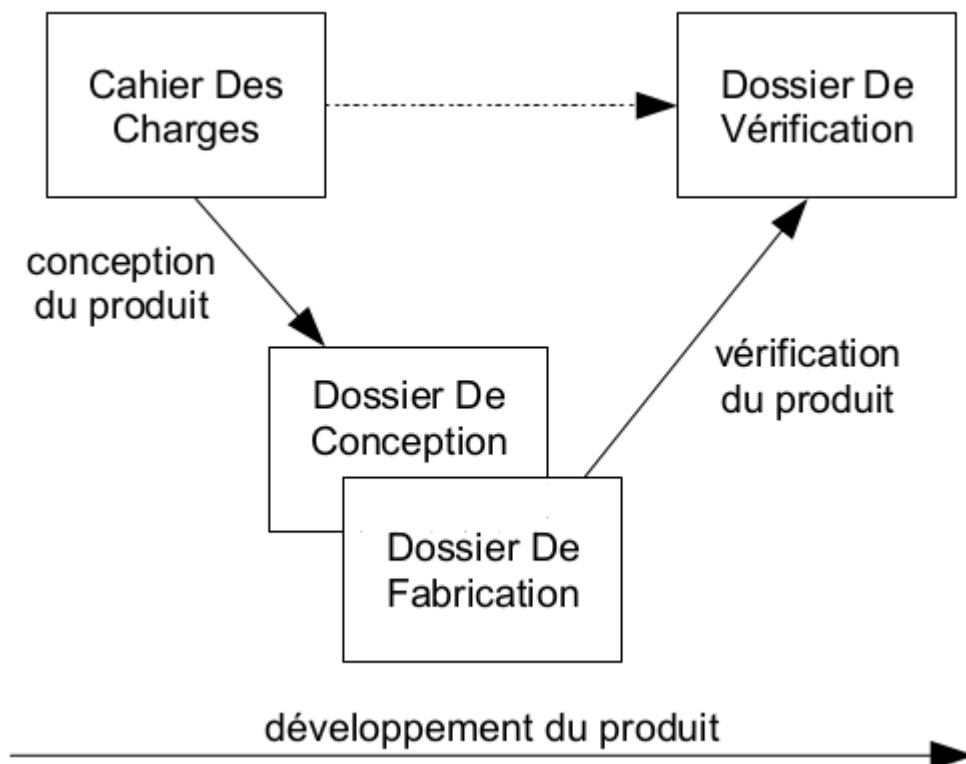 Cahier Des
Charges
Dossier De
Vérification
conception
du produit
vérification
du produit
Dossier De
Conception
Dossier De
Fabrication
développement du produit